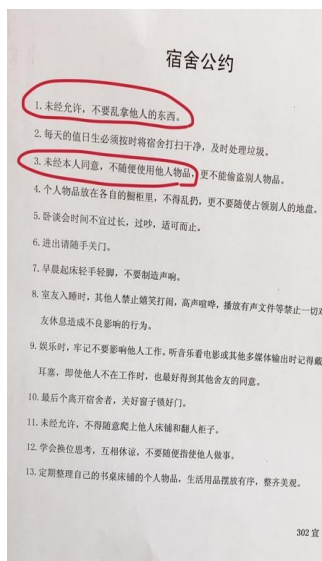 宿舍公约
1.未经允许，不要乱拿他人的东西。
2.每天的值日生必须按时将宿舍打扫干净，及时处理垃圾。
3.未经本人同意，不随便使用他人物品，更不能偷盗别人物品。
4.个人物品放在各自的橱柜里，不得乱扔，更不要随便占领别人的地盘。
5.卧谈会时间不宜过长，过吵，适可而止。
6.进出请随手关门。
7.早晨起床轻手轻脚，不要制造声响。
8.室友入睡时，其他人禁止嬉笑打闹，高声喧哗，播放有声文件等禁止一切对
友休息造成不良影响的行为。
9.娱乐时，牢记不要影响他人工作。听音乐看电影或其他多媒体输出时记得戴
耳塞，即使他人不在工作时，也最好得到其他舍友的同意。
10.最后个离开宿舍者，关好窗子锁好门。
11.未经允许，不得随意爬上他人床铺和翻人柜子。
12.学会换位思考，互相体谅，不要随便指使他人做事。
13.定期整理自己的书桌床铺的个人物品，生活用品摆放有序，整齐美观。
302 宣